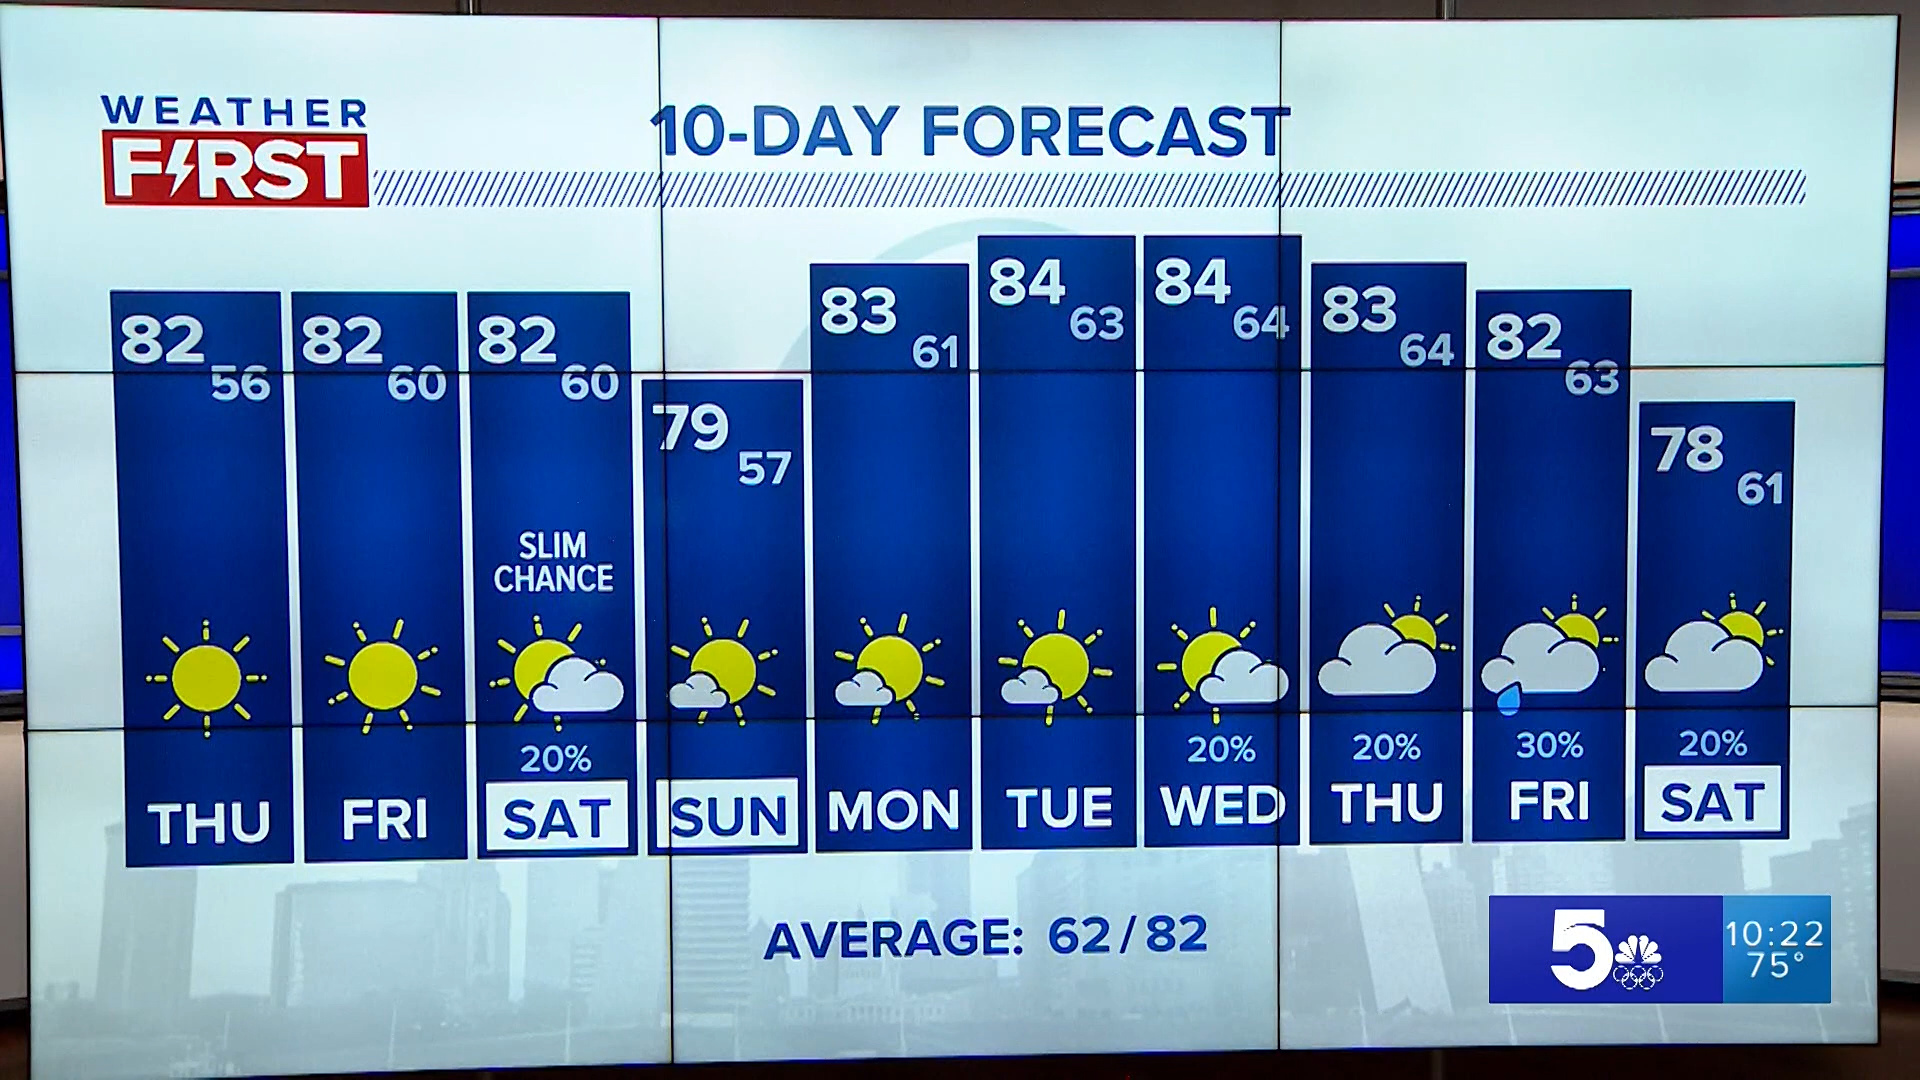 WEATHER
FIRST
10-DAY FORECAST
82 56
82 60
82 60
79 57
83 61
84 63
84 64
83 64
82 63
78 61
SLIM
CHANCE
20%
20%
20%
30%
20%
THU
FRI
SAT
SUN
MON
TUE
WED
THU
FRI
SAT
AVERAGE: 62/82
5
10:22
75°